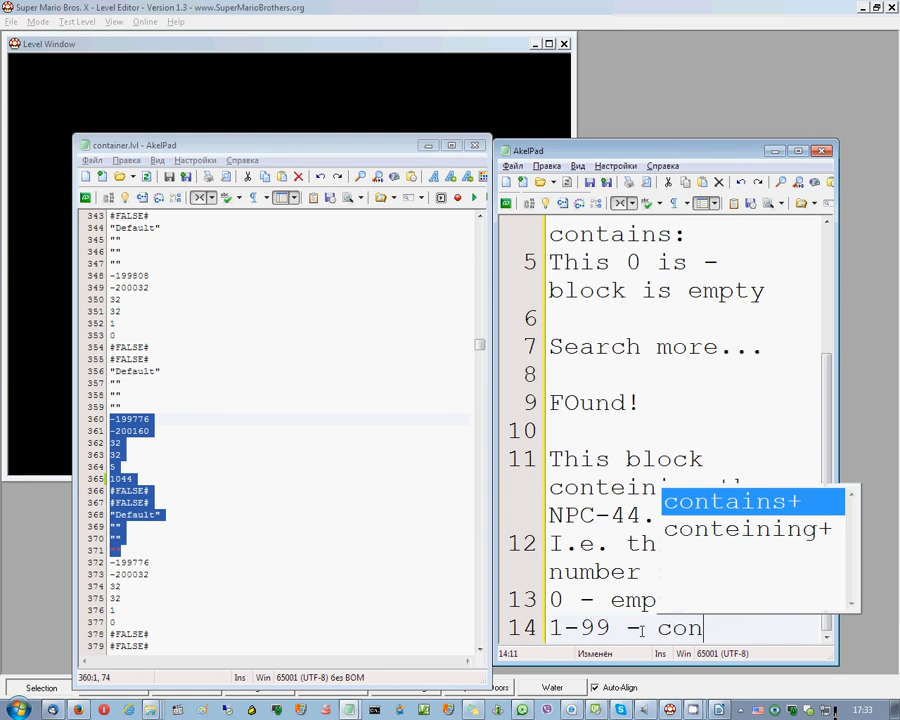 Super Mario Bros. X - Level Editor - Version 1.3 - www.SuperMarioBrothers.org
File Mode Test Level View Online Help
Level Window
container.lvl - AkelPad
Правка Вид Настройки Справка
343 #FALSE#
344 "Default"
345 ""
346 ""
347 ""
348 -199808
349 -200032
350 32
351 32
352 1
353 0
354 #FALSE#
355 #FALSE#
356 "Default"
357 ""
358 ""
359 ""
360 -199776
361 -200160
362 32
363 32
364 5
365 1044
366 #FALSE#
367 #FALSE#
368 "Default"
369 ""
370 ""
371 ""
372 -199776
373 -200032
374 32
375 32
376 1
377 0
378 #FALSE#
379 #FALSE#
360:1, 74 Ins Win 65001 (UTF-8) без BOM
AkelPad
Файл Правка Вид Настройки Справка
contains:
5 This 0 is -
block is empty
6
7 Search more...
8
9 FOund!
10
11 This block
conteini
NPC-44.
12 I.e. th
number
13 0 - emp
14 1-99 - con
contains+
conteining+
14:11 Изменён Ins Win 65001 (UTF-8)
Selection
Water
Auto-Align
17:33